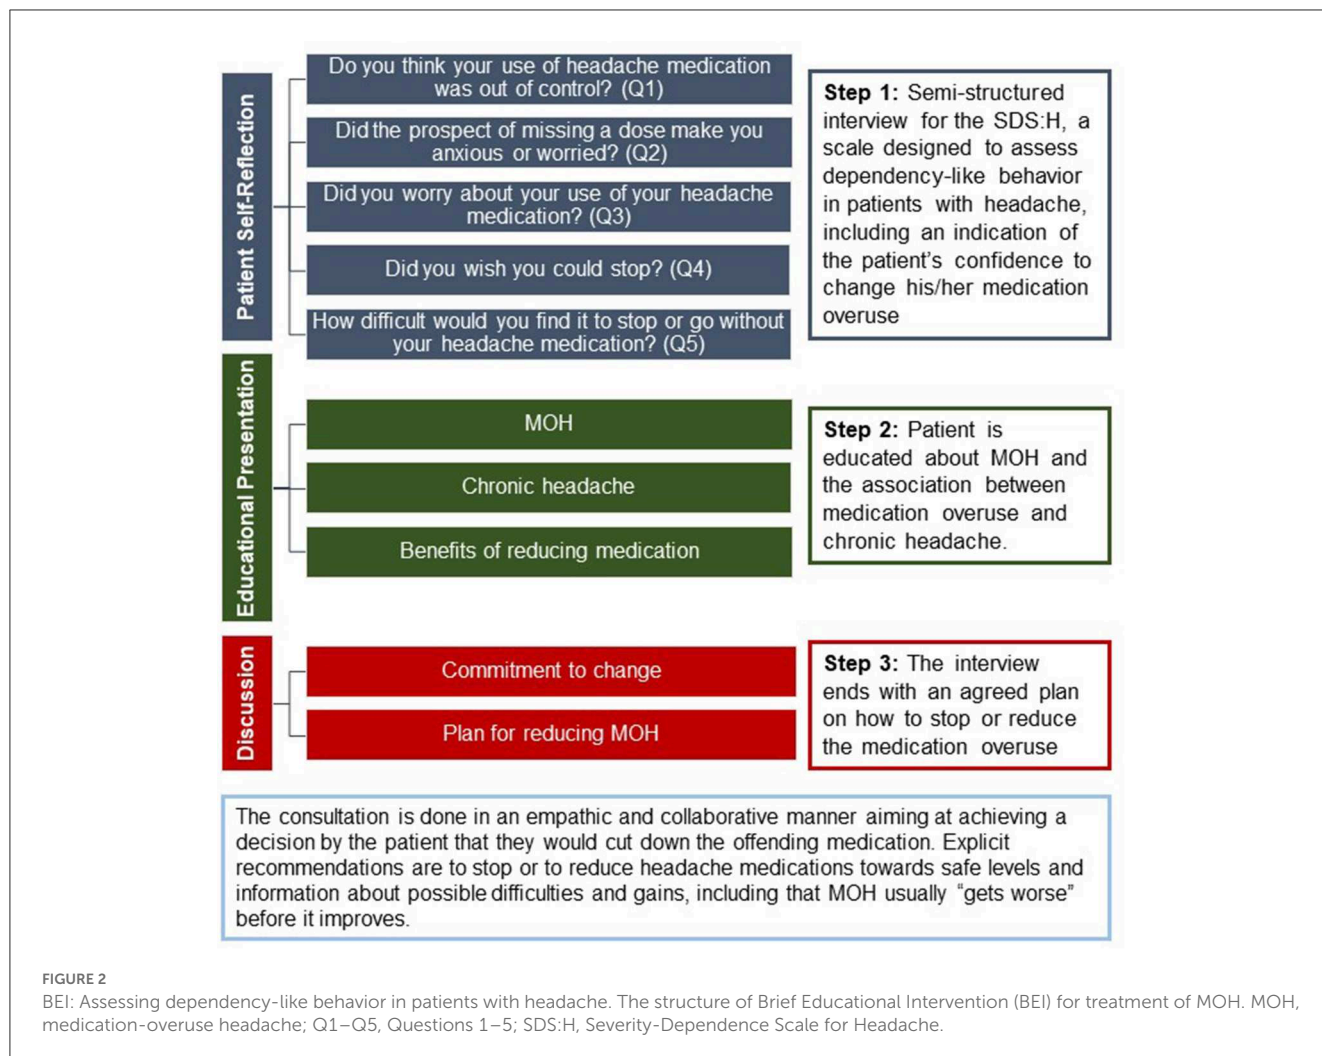 Patient Self-Reflection
Do you think your use of headache medication
was out of control? (Q1)
Did the prospect of missing a dose make you
anxious or worried? (Q2)
Did you worry about your use of your headache
medication? (Q3)
Did you wish you could stop? (Q4)
How difficult would you find it to stop or go without
your headache medication? (Q5)
Step 1: Semi-structured
interview for the SDS:H, a
scale designed to assess
dependency-like behavior
in patients with headache,
including an indication of
the patient's confidence to
change his/her medication
overuse
Educational Presentation
MOH
Chronic headache
Benefits of reducing medication
Step 2: Patient is
educated about MOH and
the association between
medication overuse and
chronic headache.
Discussion
Commitment to change
Plan for reducing MOH
Step 3: The interview
ends with an agreed plan
on how to stop or reduce
the medication overuse
The consultation is done in an empathic and collaborative manner aiming at achieving a
decision by the patient that they would cut down the offending medication. Explicit
recommendations are to stop or to reduce headache medications towards safe levels and
information about possible difficulties and gains, including that MOH usually “gets worse”
before it improves.
FIGURE 2
BEI: Assessing dependency-like behavior in patients with headache. The structure of Brief Educational Intervention (BEI) for treatment of MOH. MOH,
medication-overuse headache; Q1–Q5, Questions 1–5; SDS:H, Severity-Dependence Scale for Headache.